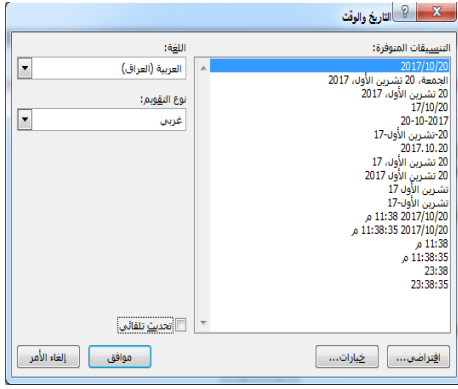 التاريخ والوقت
التنسيقات المتوفرة:
2017/10/20
الجمعة، 20 تشرين الأول، 2017
20 تشرين الأول، 2017
17/10/20
20-10-2017
20-تشرين الأول-17
2017.10.20
20 تشرين الأول، 17
20 تشرين الأول 2017
تشرين الأول 17
تشرين الأول-17
2017/10/20 11:38 م
2017/10/20 11:38:35 م
11:38 م
11:38:35 م
23:38
23:38:35
اللغة:
العربية (العراق)
نوع التقويم:
غربي
تحديث تلقائي
افتراضي...
خيارات...
موافق
إلغاء الأمر